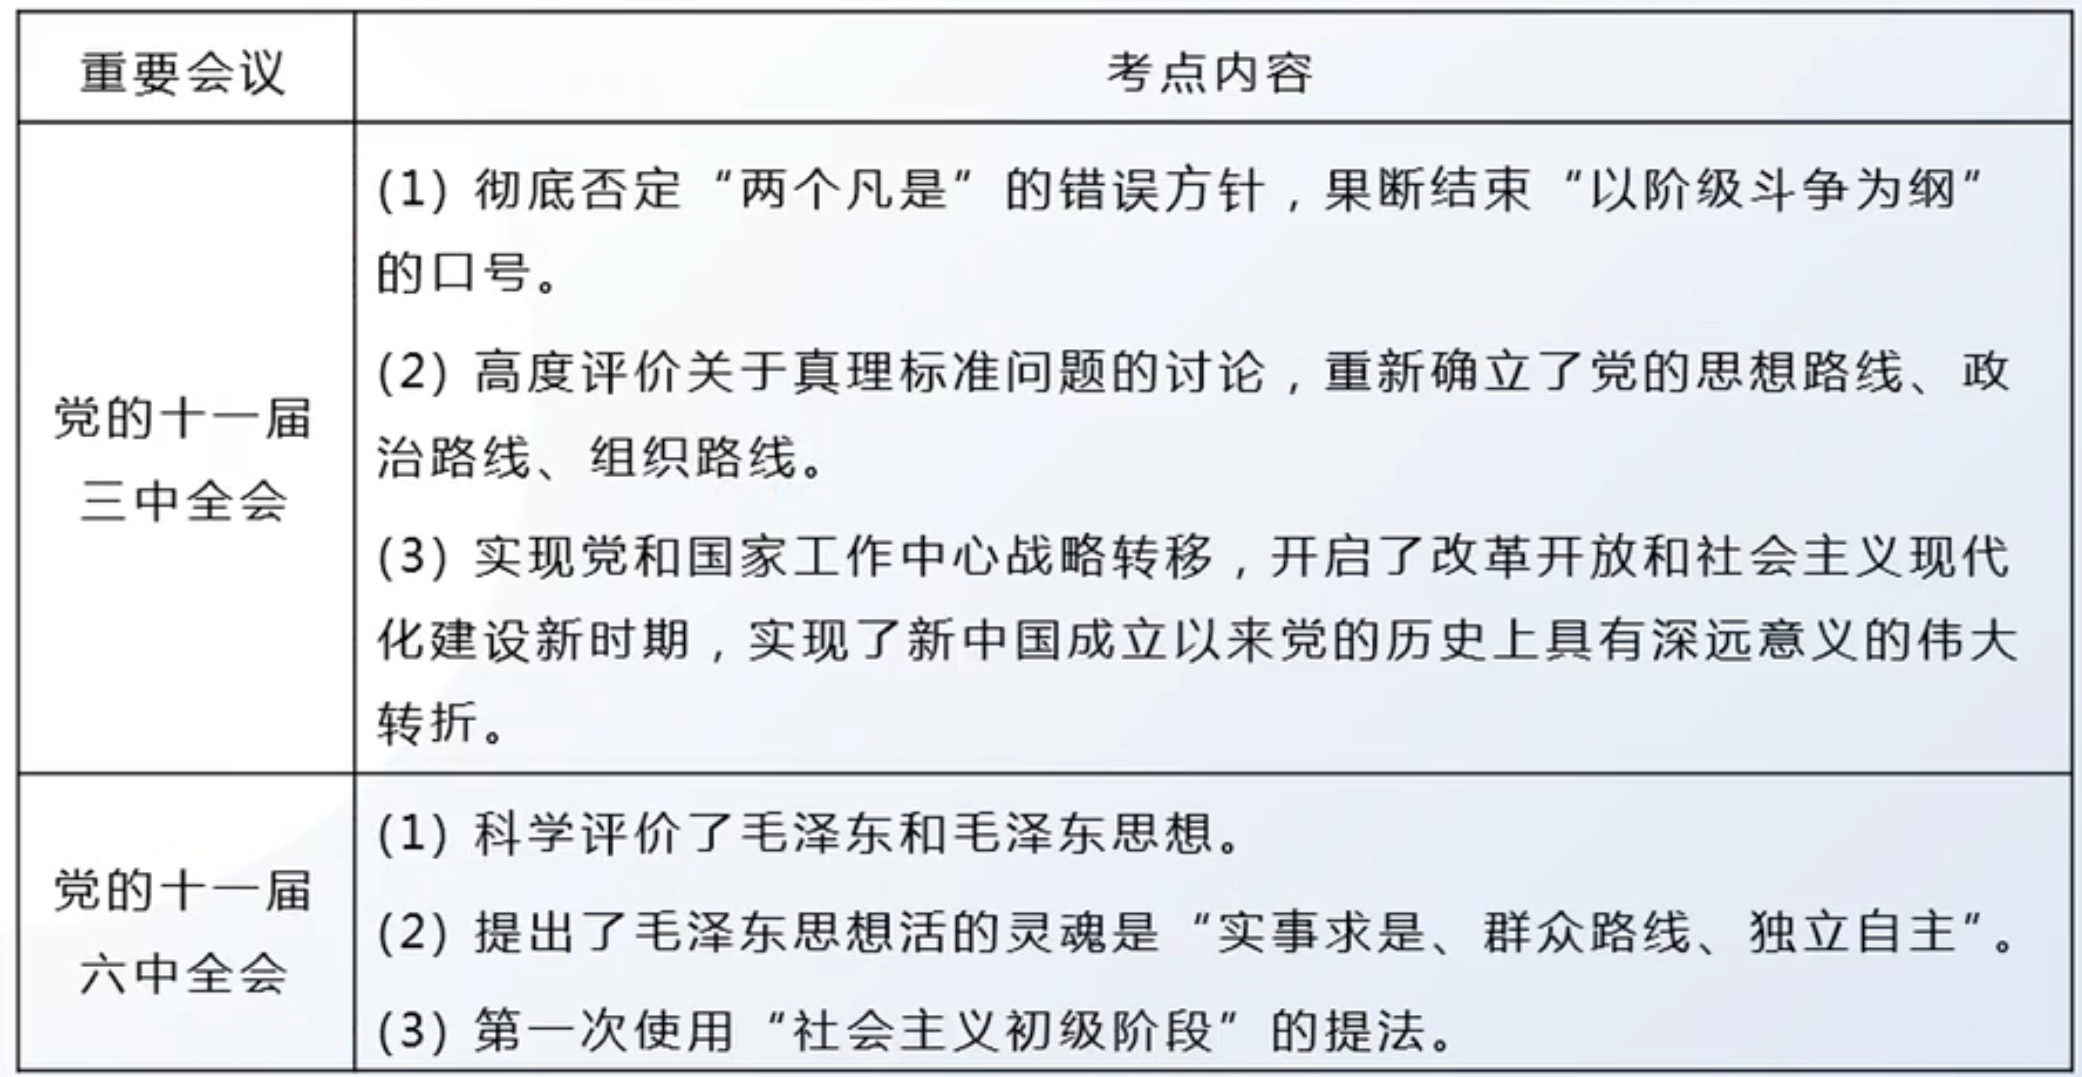 重要会议
考点内容
党的十一届
三中全会
(1) 彻底否定“两个凡是”的错误方针，果断结束“以阶级斗争为纲”
的口号。
(2) 高度评价关于真理标准问题的讨论，重新确立了党的思想路线、政
治路线、组织路线。
(3) 实现党和国家工作中心战略转移，开启了改革开放和社会主义现代
化建设新时期，实现了新中国成立以来党的历史上具有深远意义的伟大
转折。
党的十一届
六中全会
(1) 科学评价了毛泽东和毛泽东思想。
(2) 提出了毛泽东思想活的灵魂是“实事求是、群众路线、独立自主”。
(3) 第一次使用“社会主义初级阶段”的提法。